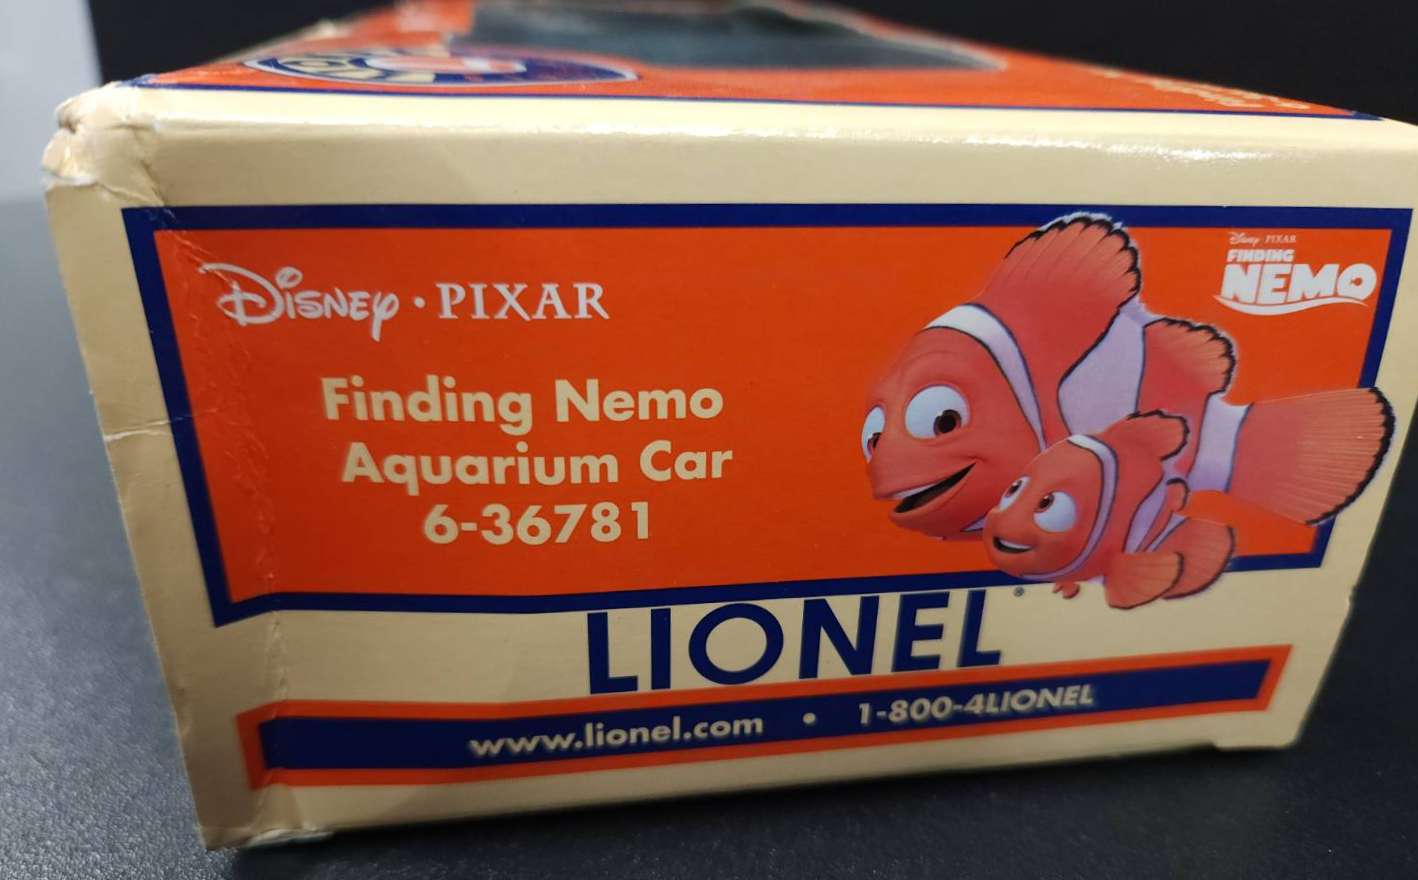 Disney • PIXAR
Disney PIXAR
FINDING
NEMO
Finding Nemo
Aquarium Car
6-36781
LIONEL®
www.lionel.com • 1-800-4LIONEL